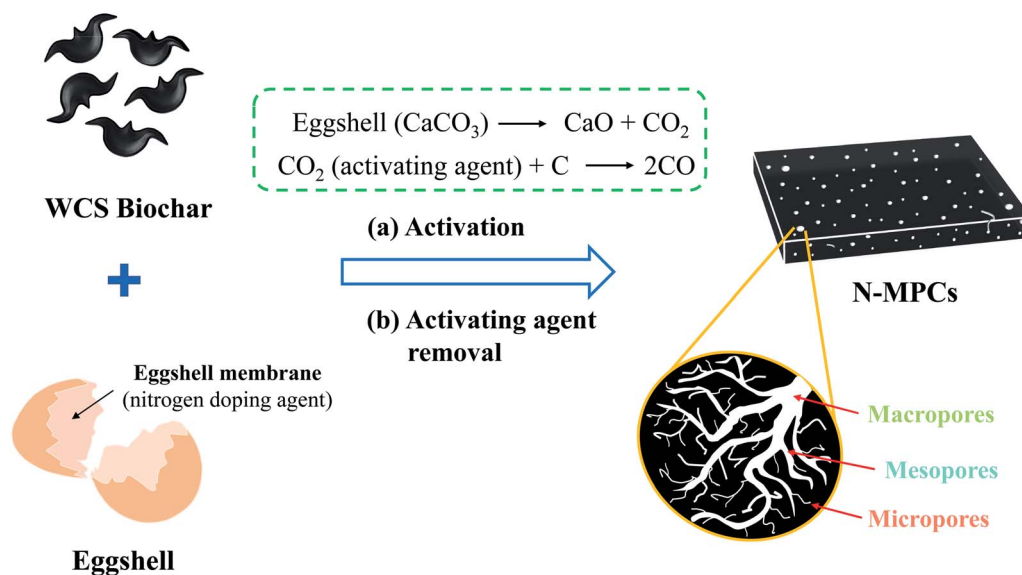 WCS Biochar
Eggshell (CaCO₃) ⟶ CaO + CO₂
CO₂ (activating agent) + C ⟶ 2CO
(a) Activation
(b) Activating agent
removal
Eggshell membrane
(nitrogen doping agent)
Eggshell
N-MPCs
Macropores
Mesopores
Micropores